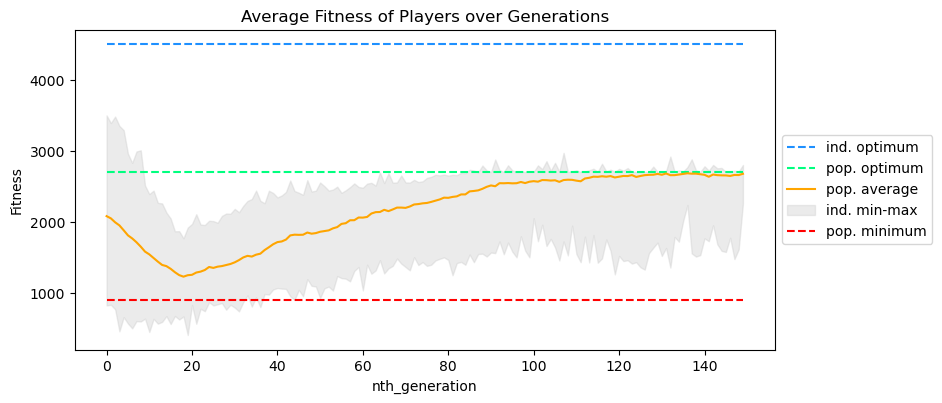 Average Fitness of Players over Generations
Fitness
4000
3000
2000
1000
0
20
40
60
80
100
120
140
nth_generation
ind. optimum
pop. optimum
pop. average
ind. min-max
pop. minimum